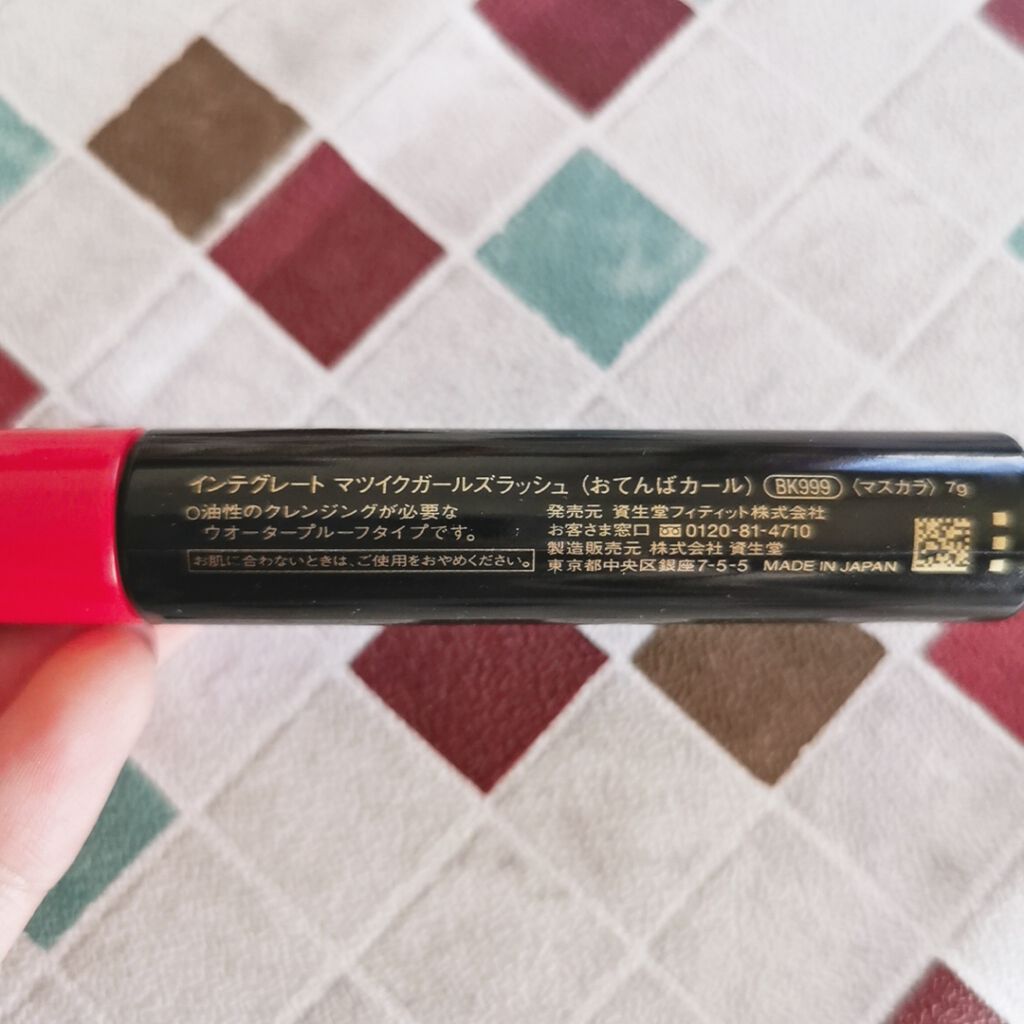 インテグレート マツイクガールズラッシュ（おてんばカール） BK999 〈マスカラ〉 7g
○油性のクレンジングが必要な
ウオータープルーフタイプです。
お肌に合わないときは、ご使用をおやめください。
発売元 資生堂フィティット株式会社
お客さま窓口 0120-81-4710
製造販売元 株式会社 資生堂
東京都中央区銀座7-5-5 MADE IN JAPAN